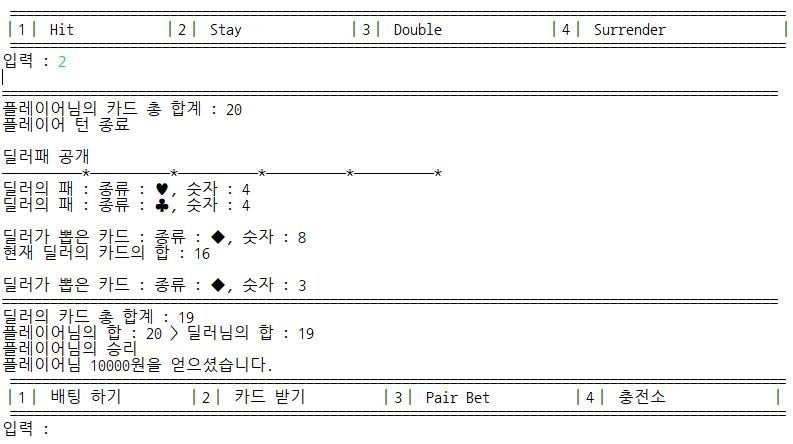 |1| Hit |2| Stay |3| Double |4| Surrender |
입력 : 2
플레이어님의 카드 총 합계 : 20
플레이어 턴 종료
딜러패 공개
─────────*─────────*─────────*─────────*─────────*
딜러의 패 : 종류 : ♥, 숫자 : 4
딜러의 패 : 종류 : ♣, 숫자 : 4
딜러가 뽑은 카드 : 종류 : ◆, 숫자 : 8
현재 딜러의 카드의 합 : 16
딜러가 뽑은 카드 : 종류 : ◆, 숫자 : 3
딜러의 카드 총 합계 : 19
플레이어님의 합 : 20 > 딜러님의 합 : 19
플레이어님의 승리
플레이어님 10000원을 얻으셨습니다.
|1| 배팅 하기 |2| 카드 받기 |3| Pair Bet |4| 충전소 |
입력 :